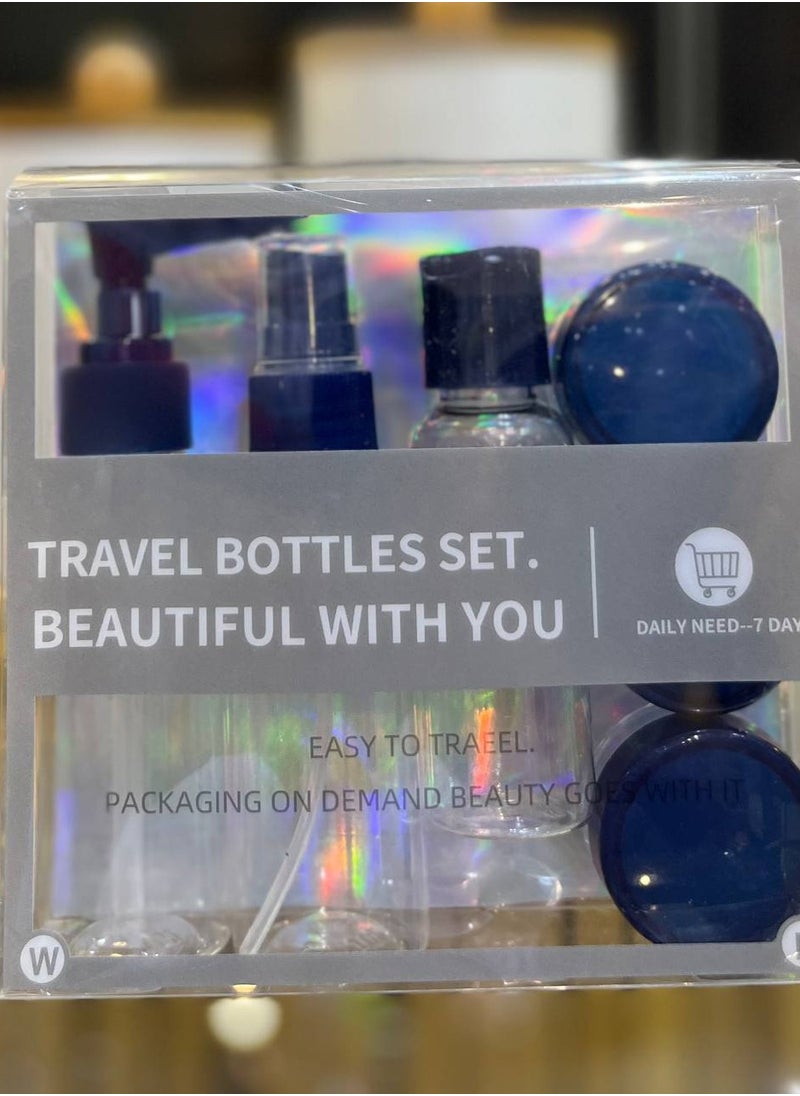 TRAVEL BOTTLES SET.
BEAUTIFUL WITH YOU
DAILY NEED--7 DAY
EASY TO TRAEEL.
PACKAGING ON DEMAND BEAUTY GOES WITH IT
W